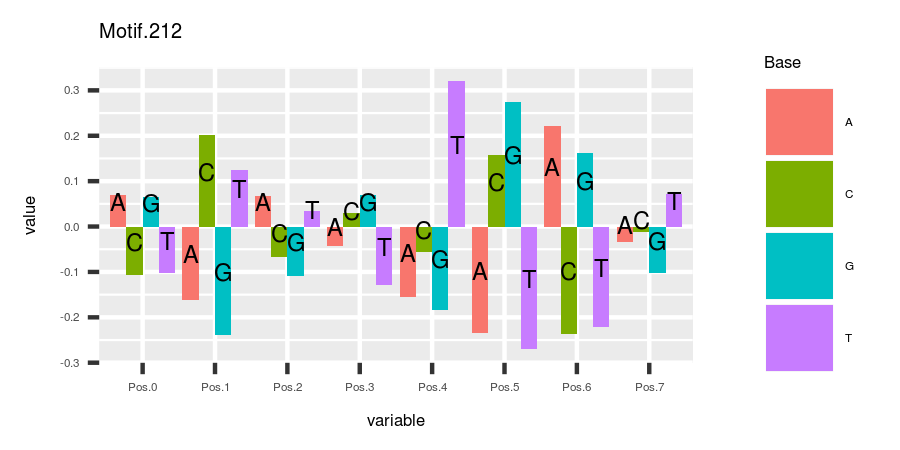 Motif.212
value
0.3
0.2
0.1
0.0
-0.1
-0.2
-0.3
A C G T A C G T A C G T A C G T A C G T A C G T A C G T A C G T
Pos.0 Pos.1 Pos.2 Pos.3 Pos.4 Pos.5 Pos.6 Pos.7
variable
Base
A
C
G
T